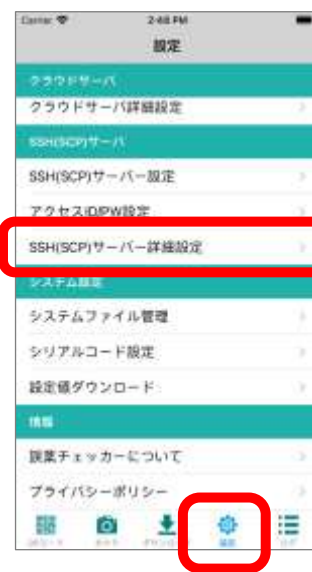 Carrier 2:48 PM
設定
クラウドサーバ
クラウドサーバ詳細設定
SSH(SCP)サーバ
SSH(SCP)サーバー設定
アクセスID/PW設定
SSH(SCP)サーバー詳細設定
システム設定
システムファイル管理
シリアルコード設定
設定値ダウンロード
情報
誤薬チェッカーについて
プライバシーポリシー
設定